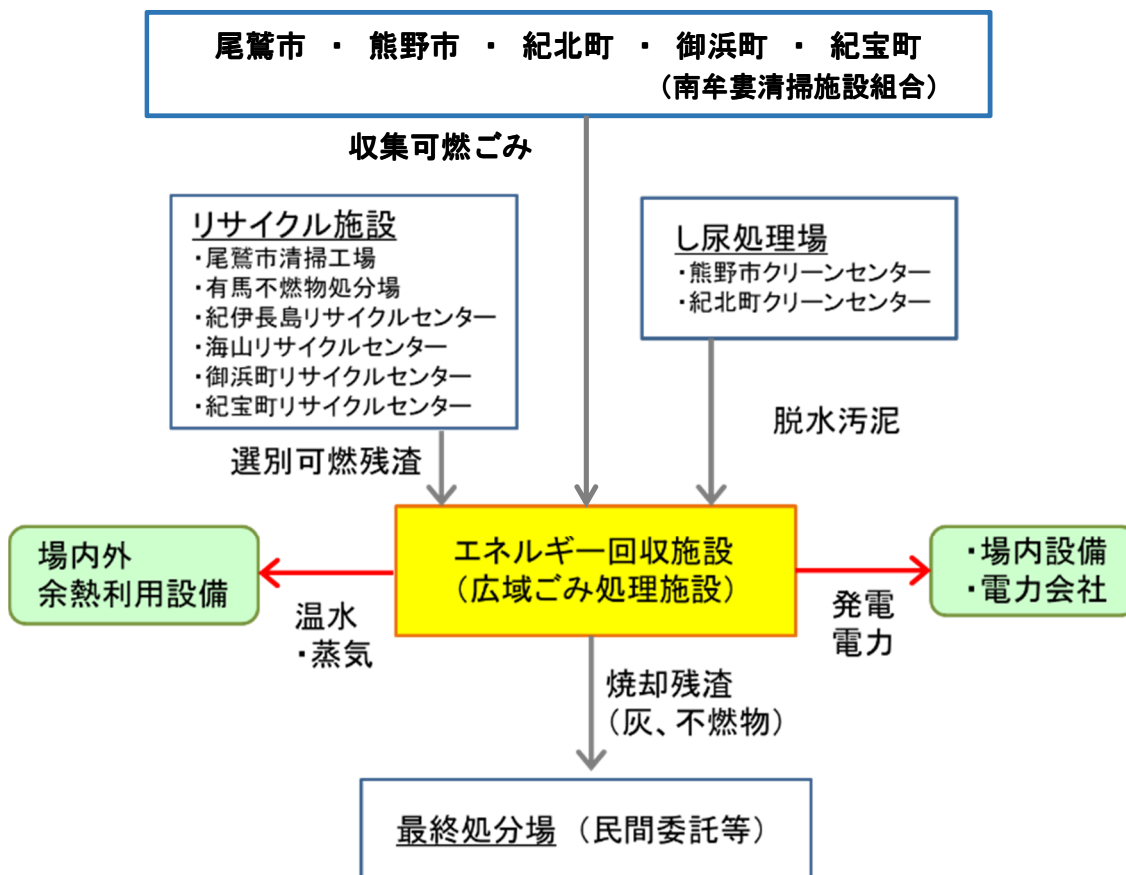 尾鷲市 ・ 熊野市 ・ 紀北町 ・ 御浜町 ・ 紀宝町
（南牟婁清掃施設組合）
収集可燃ごみ
リサイクル施設
・尾鷲市清掃工場
・有馬不燃物処分場
・紀伊長島リサイクルセンター
・海山リサイクルセンター
・御浜町リサイクルセンター
・紀宝町リサイクルセンター
し尿処理場
・熊野市クリーンセンター
・紀北町クリーンセンター
選別可燃残渣
脱水汚泥
場内外
余熱利用設備
エネルギー回収施設
（広域ごみ処理施設）
・場内設備
・電力会社
温水
・蒸気
発電
電力
焼却残渣
（灰、不燃物）
最終処分場 （民間委託等）